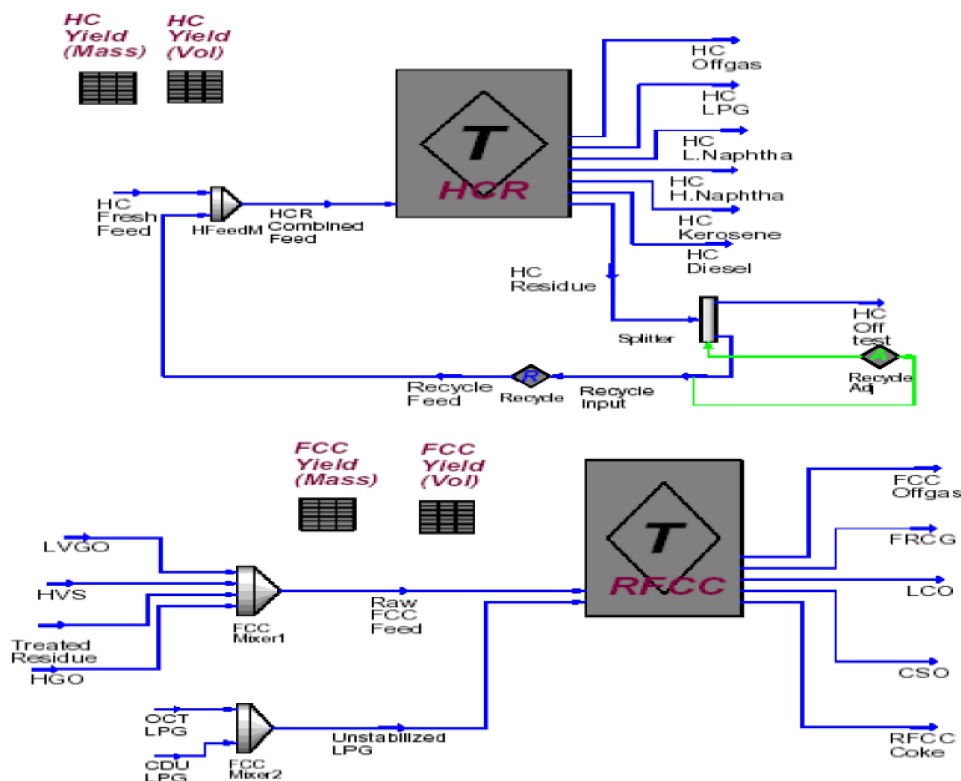 HC
Yield
(Mass)
HC
Yield
(Vol)
HC
Offgas
HC
LPG
HC
L.Naphtha
HC
H.Naphtha
HC
Kerosene
HC
Diesel
T
HCR
HC
Fresh
Feed
HFeedM
HCR
Combined
Feed
HC
Residue
Splitter
HC
Off
test
A
Recycle
Adj
Recycle
Input
R
Recycle
Recycle
Feed
FCC
Yield
(Mass)
FCC
Yield
(Vol)
LVGO
HVS
Treated
Residue
HGO
FCC
Mixer1
Raw
FCC
Feed
OCT
LPG
CDU
LPG
FCC
Mixer2
Unstabilized
LPG
T
RFCC
FCC
Offgas
FRCG
LCO
CSO
RFCC
Coke